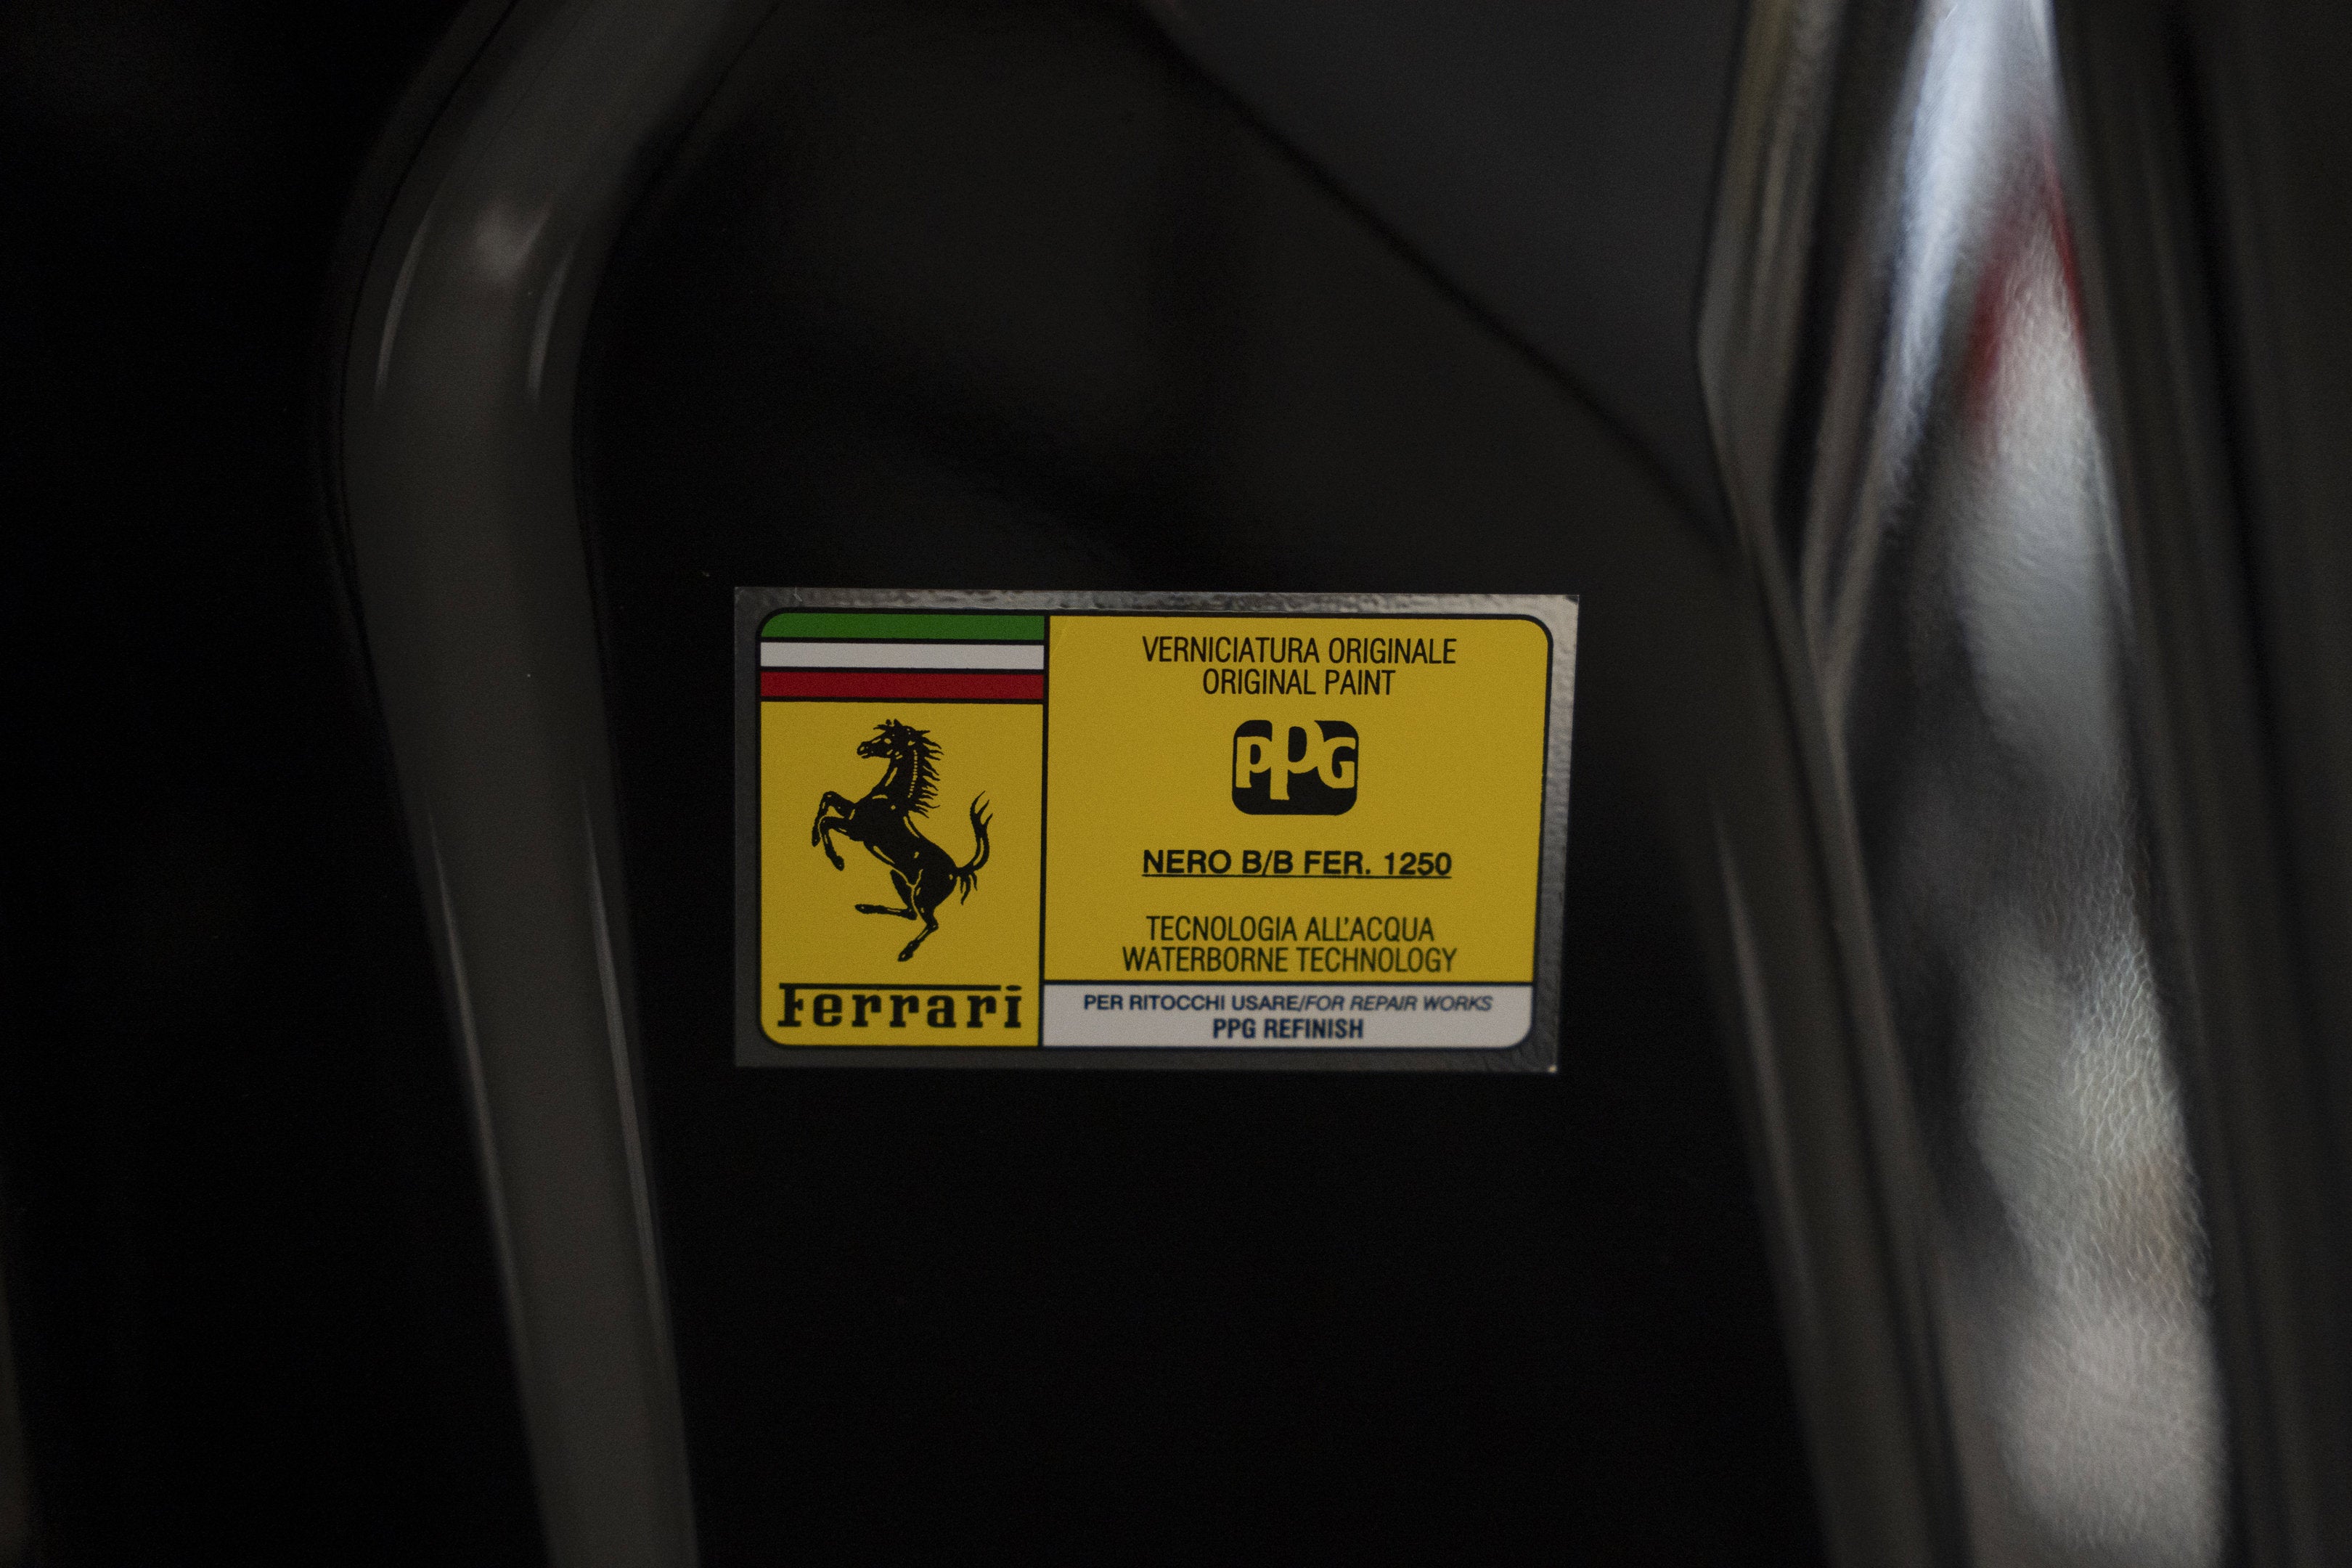 VERNICIATURA ORIGINALE
ORIGINAL PAINT
PPG
NERO B/B FER. 1250
TECNOLOGIA ALL'ACQUA
WATERBORNE TECHNOLOGY
Ferrari
PER RITOCCHI USARE/FOR REPAIR WORKS
PPG REFINISH